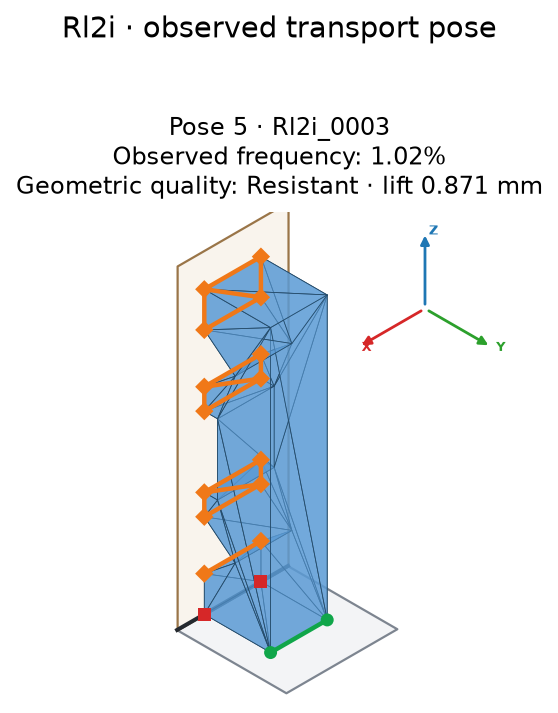 Rl2i · observed transport pose
Pose 5 · Rl2i_0003
Observed frequency: 1.02%
Geometric quality: Resistant · lift 0.871 mm
Z
X
Y